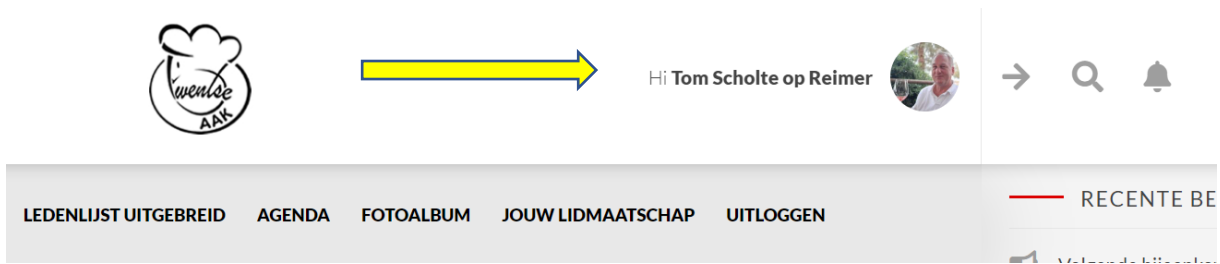 Twentse
AAK
Hi Tom Scholte op Reimer
LEDENLIJST UITGEBREID AGENDA FOTOALBUM JOUW LIDMAATSCHAP UITLOGGEN
RECENTE BE